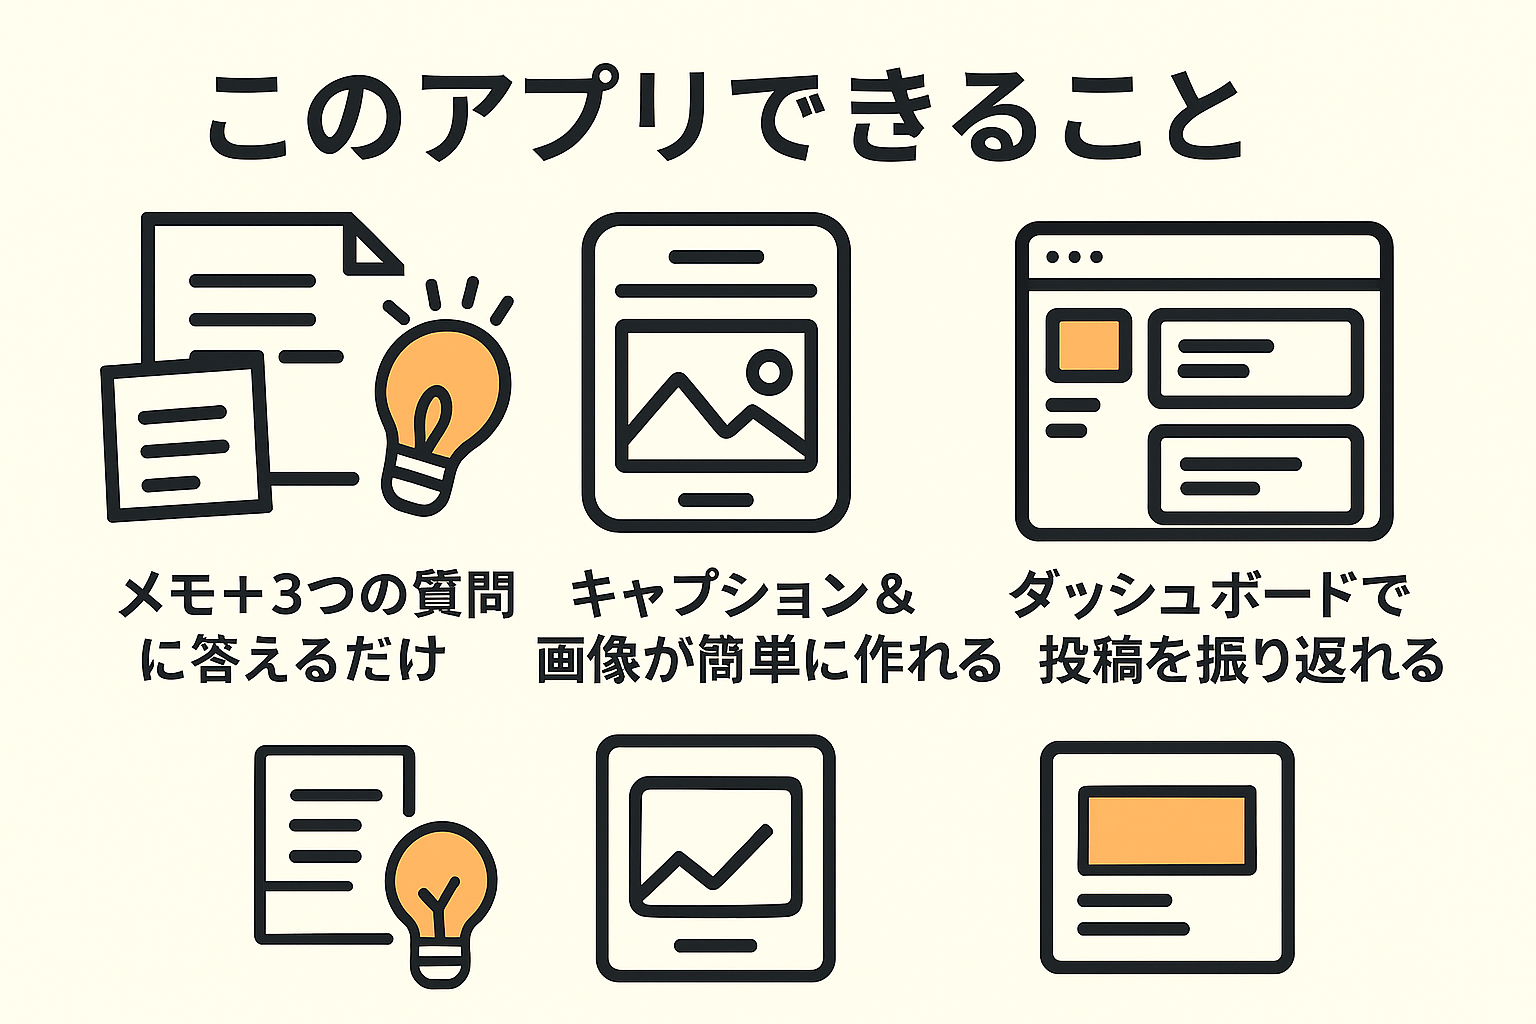 このアプリできること
メモ＋3つの質問
に答えるだけ
キャプション＆
画像が簡単に作れる
ダッシュボードで
投稿を振り返れる